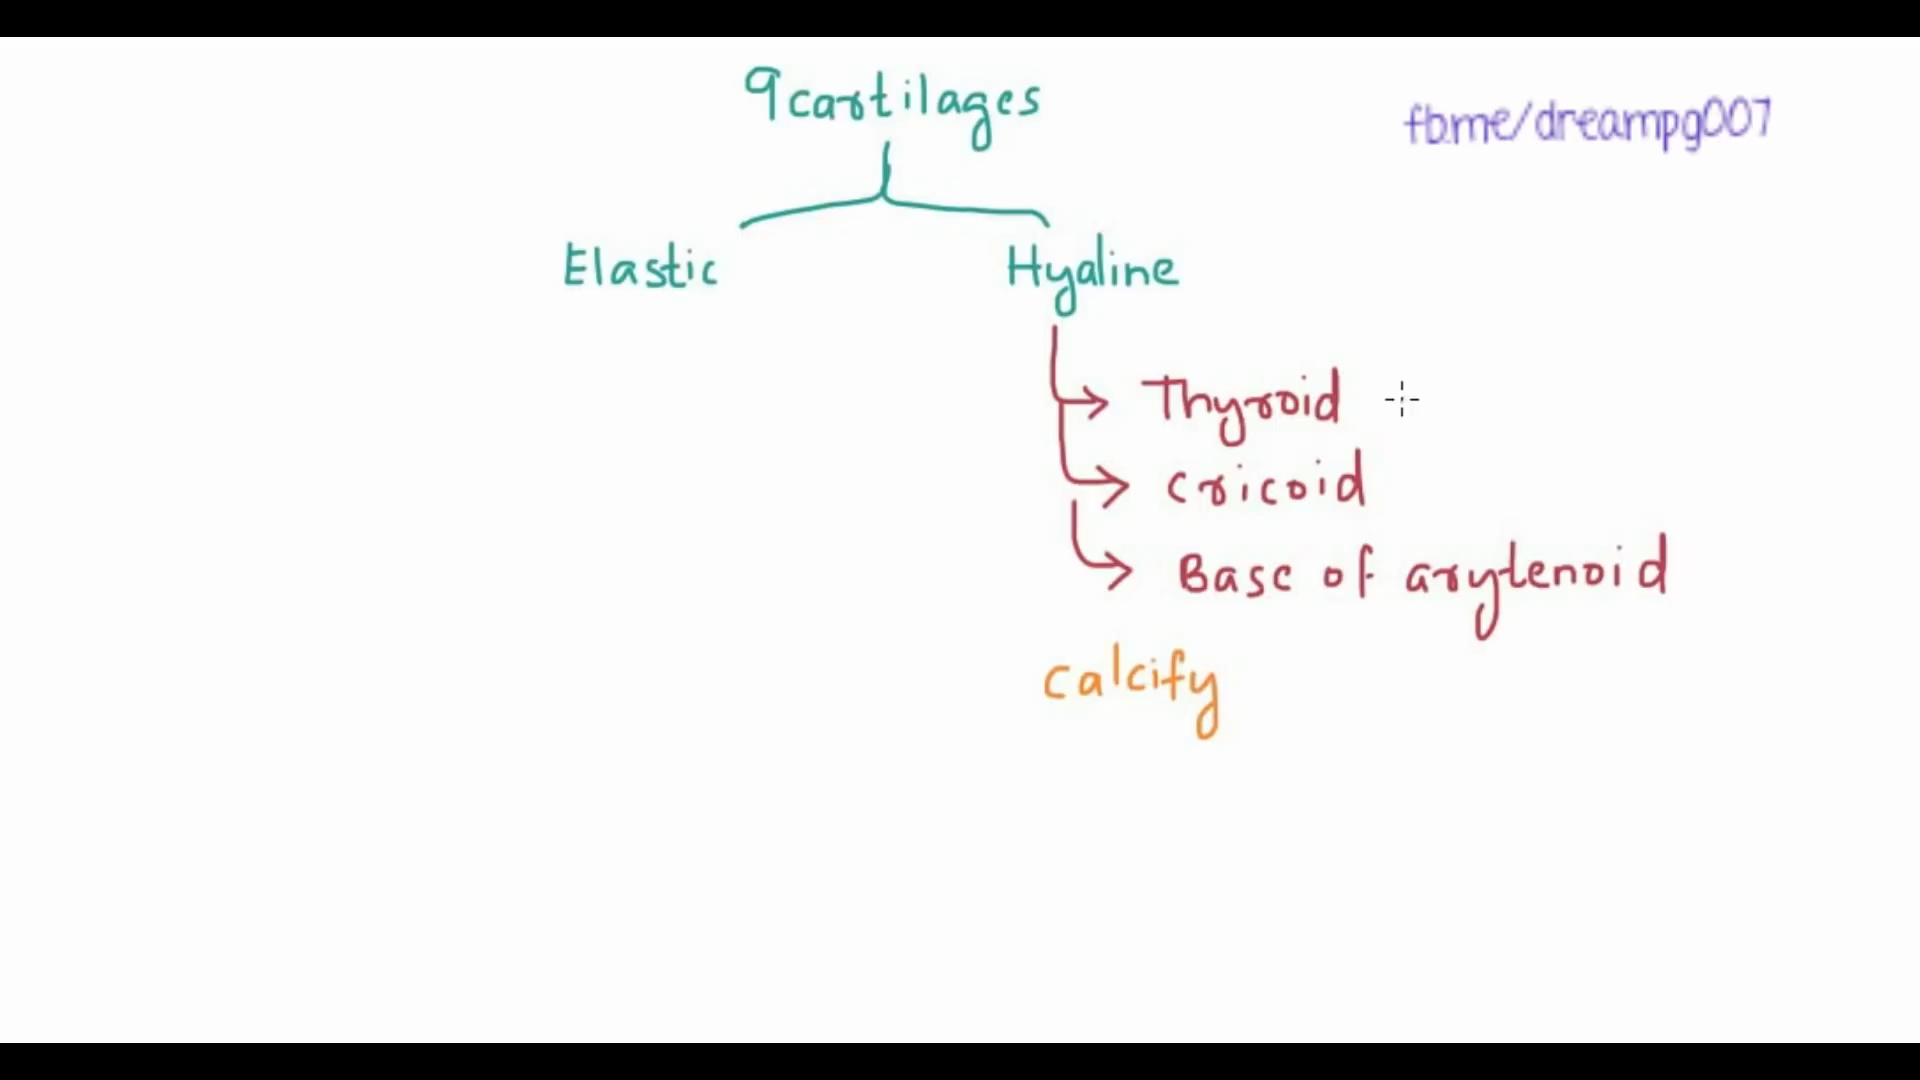 9 cartilages
fb.me/dreampg007
Elastic
Hyaline
Thyroid
cricoid
Base of arytenoid
calcify